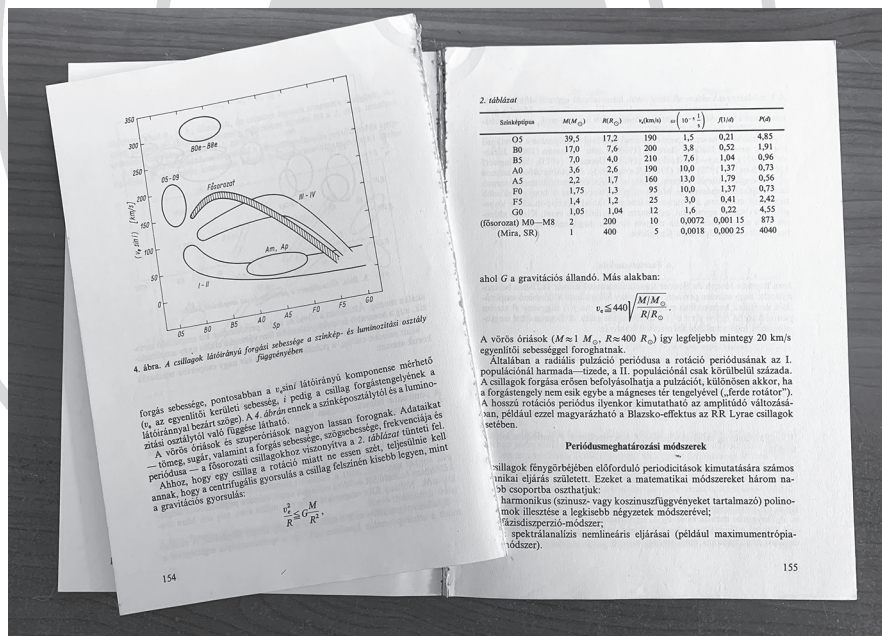 350
300
250
200
150
100
50
0
(vₑ sin i) [km/s]
B0e-B8e
O5-O9
Fősorozat
III-IV
Am, Ap
I-II
O5 B0 B5 A0 A5 F0 F5 G0
Sp
4. ábra. A csillagok látóirányú forgási sebessége a színkép- és luminozitási osztály
függvényében
forgás sebessége, pontosabban a vₑsini látóirányú komponense mérhető
(vₑ az egyenlítői kerületi sebesség, i pedig a csillag forgástengelyének a
látóiránnyal bezárt szöge). A 4. ábrán ennek a színképosztálytól és a lumino-
zitási osztálytól való függése látható.
A vörös óriások és szuperóriások nagyon lassan forognak. Adataikat
— tömeg, sugár, valamint a forgás sebessége, szögsebessége, frekvenciája és
periódusa — a fősorozati csillagokhoz viszonyítva a 2. táblázat tünteti fel.
Ahhoz, hogy egy csillag a rotáció miatt ne essen szét, teljesülnie kell
annak, hogy a centrifugális gyorsulás a csillag felszínén kisebb legyen, mint
a gravitációs gyorsulás:
vₑ²/R ≦ G M/R²,
154
2. táblázat
Színképtípus M(M⊙) R(R⊙) vₑ(km/s) ω(10⁻⁵ 1/s) f(1/d) P(d)
O5 39,5 17,2 190 1,5 0,21 4,85
B0 17,0 7,6 200 3,8 0,52 1,91
B5 7,0 4,0 210 7,6 1,04 0,96
A0 3,6 2,6 190 10,0 1,37 0,73
A5 2,2 1,7 160 13,0 1,79 0,56
F0 1,75 1,3 95 10,0 1,37 0,73
F5 1,4 1,2 25 3,0 0,41 2,42
G0 1,05 1,04 12 1,6 0,22 4,55
(fősorozat) M0—M8 2 200 10 0,0072 0,001 15 873
(Mira, SR) 1 400 5 0,0018 0,000 25 4040
ahol G a gravitációs állandó. Más alakban:
vₑ ≦ 440 √(M/M⊙ / R/R⊙).
A vörös óriások (M≈1 M⊙, R≈400 R⊙) így legfeljebb mintegy 20 km/s
egyenlítői sebességgel foroghatnak.
Általában a radiális pulzáció periódusa a rotáció periódusának az I.
populációnál harmada—tizede, a II. populációnál csak körülbelül százada.
A csillagok forgása erősen befolyásolhatja a pulzációt, különösen akkor, ha
a forgástengely nem esik egybe a mágneses tér tengelyével („ferde rotátor”).
A hosszú rotációs periódus ilyenkor kimutatható az amplitúdó változásá-
ban, például ezzel magyarázható a Blazsko-effektus az RR Lyrae csillagok
esetében.
Periódusmeghatározási módszerek
csillagok fénygörbéjében előforduló periodicitások kimutatására számos
nikai eljárás született. Ezeket a matematikai módszereket három na-
bb csoportba oszthatjuk:
harmonikus (szinusz- vagy koszinuszfüggvényeket tartalmazó) polino-
mok illesztése a legkisebb négyzetek módszerével;
fázisdiszperzió-módszer;
spektrálanalízis nemlineáris eljárásai (például maximumentrópia-
módszer).
155